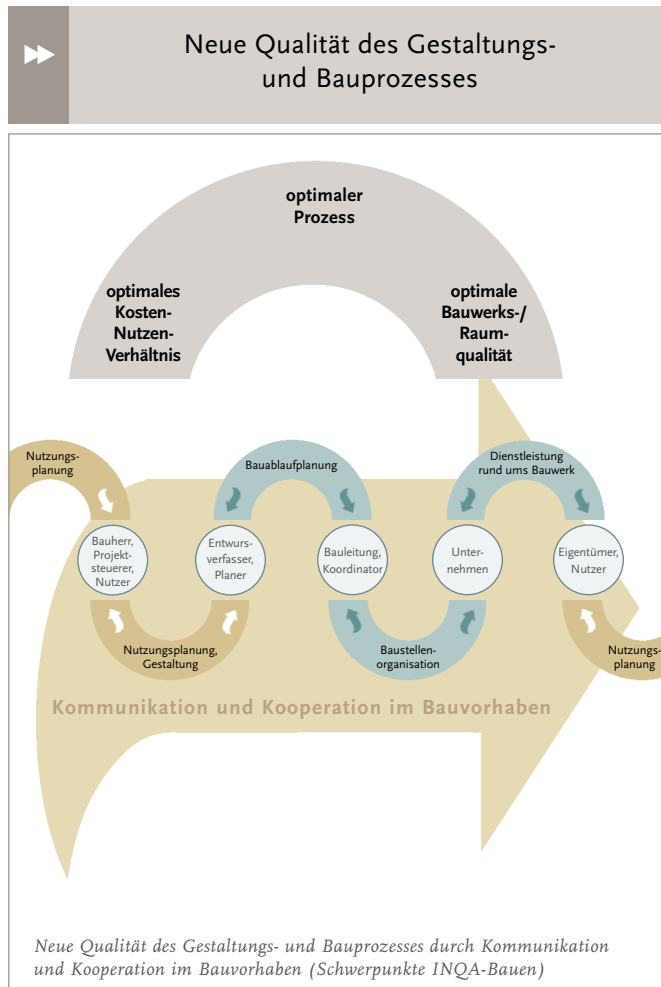 Neue Qualität des Gestaltungs-
und Bauprozesses
optimaler
Prozess
optimales
Kosten-
Nutzen-
Verhältnis
optimale
Bauwerks-/
Raum-
qualität
Nutzungs-
planung
Bauablaufplanung
Dienstleistung
rund ums Bauwerk
Bauherr,
Projekt-
steuerer,
Nutzer
Entwurs-
verfasser,
Planer
Bauleitung,
Koordinator
Unter-
nehmen
Eigentümer,
Nutzer
Nutzungsplanung,
Gestaltung
Baustellen-
organisation
Nutzungs-
planung
Kommunikation und Kooperation im Bauvorhaben
Neue Qualität des Gestaltungs- und Bauprozesses durch Kommunikation
und Kooperation im Bauvorhaben (Schwerpunkte INQA-Bauen)